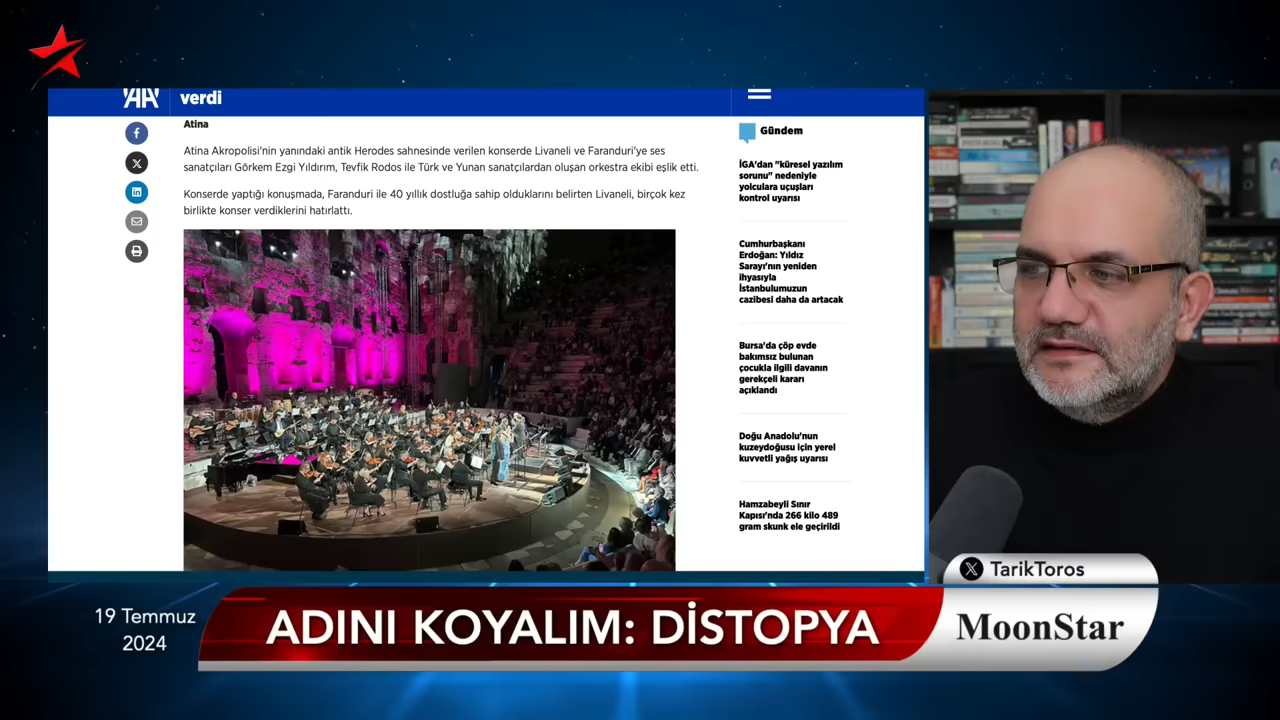 AA
verdi
Atina
Atina Akropolisi'nin yanındaki antik Herodes sahnesinde verilen konserde Livaneli ve Faranduri'ye ses
sanatçıları Görkem Ezgi Yıldırım, Tevfik Rodos ile Türk ve Yunan sanatçılardan oluşan orkestra ekibi eşlik etti.
Konserde yaptığı konuşmada, Faranduri ile 40 yıllık dostluğa sahip olduklarını belirten Livaneli, birçok kez
birlikte konser verdiklerini hatırlattı.
Gündem
İGA'dan "küresel yazılım
sorunu" nedeniyle
yolculara uçuşları
kontrol uyarısı
Cumhurbaşkanı
Erdoğan: Yıldız
Sarayı'nın yeniden
ihyasıyla
İstanbulumuzun
cazibesi daha da artacak
Bursa'da çöp evde
bakımsız bulunan
çocukla ilgili davanın
gerekçeli kararı
açıklandı
Doğu Anadolu'nun
kuzeydoğusu için yerel
kuvvetli yağış uyarısı
Hamzabeyli Sınır
Kapısı'nda 266 kilo 489
gram skunk ele geçirildi
TarikToros
19 Temmuz
2024
ADINI KOYALIM: DİSTOPYA
MoonStar